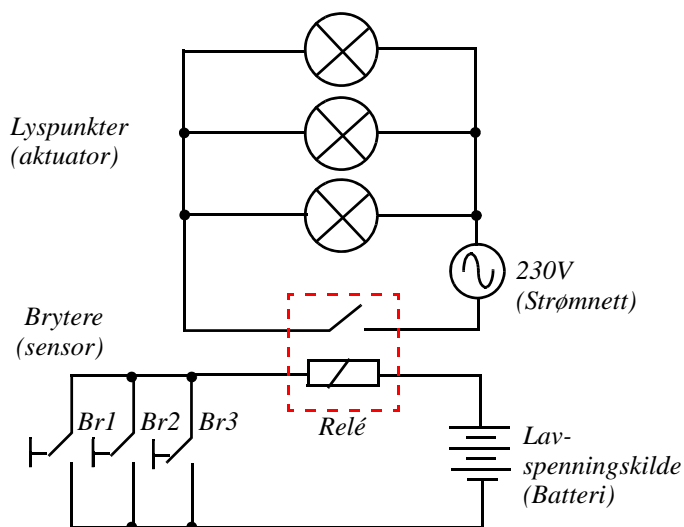 Lyspunkter
(aktuator)
230V
(Strømnett)
Brytere
(sensor)
Br1
Br2
Br3
Relé
Lav-
spenningskilde
(Batteri)